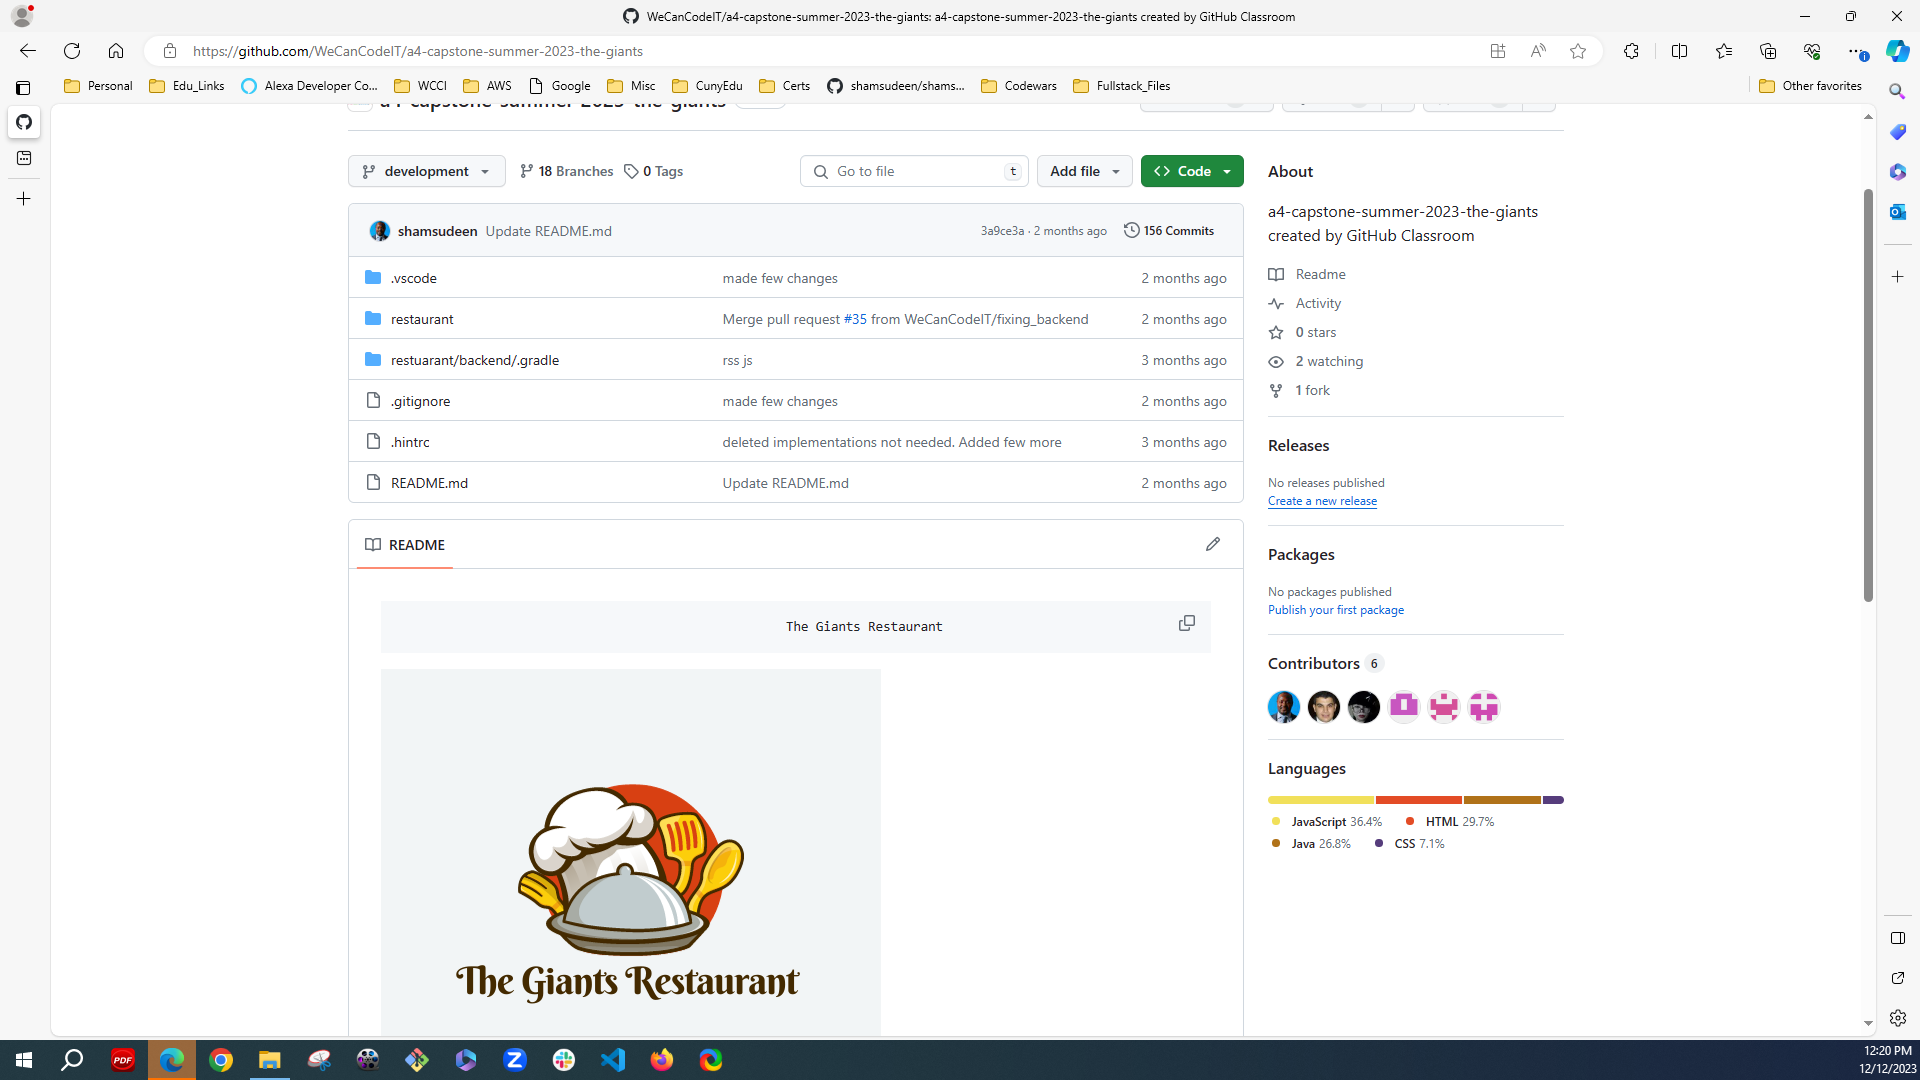 WeCanCodeIT/a4-capstone-summer-2023-the-giants: a4-capstone-summer-2023-the-giants created by GitHub Classroom
https://github.com/WeCanCodeIT/a4-capstone-summer-2023-the-giants
Personal Edu_Links Alexa Developer Co... WCCI AWS Google Misc CunyEdu Certs shamsudeen/shams... Codewars Fullstack_Files Other favorites
a4-capstone-summer-2023-the-giants
development 18 Branches 0 Tags Go to file t Add file Code
shamsudeen Update README.md 3a9ce3a · 2 months ago 156 Commits
.vscode made few changes 2 months ago
restaurant Merge pull request #35 from WeCanCodeIT/fixing_backend 2 months ago
restuarant/backend/.gradle rss js 3 months ago
.gitignore made few changes 2 months ago
.hintrc deleted implementations not needed. Added few more 3 months ago
README.md Update README.md 2 months ago
README
The Giants Restaurant
The Giants Restaurant
About
a4-capstone-summer-2023-the-giants
created by GitHub Classroom
Readme
Activity
0 stars
2 watching
1 fork
Releases
No releases published
Create a new release
Packages
No packages published
Publish your first package
Contributors 6
Languages
JavaScript 36.4% HTML 29.7%
Java 26.8% CSS 7.1%
PDF
12:20 PM
12/12/2023